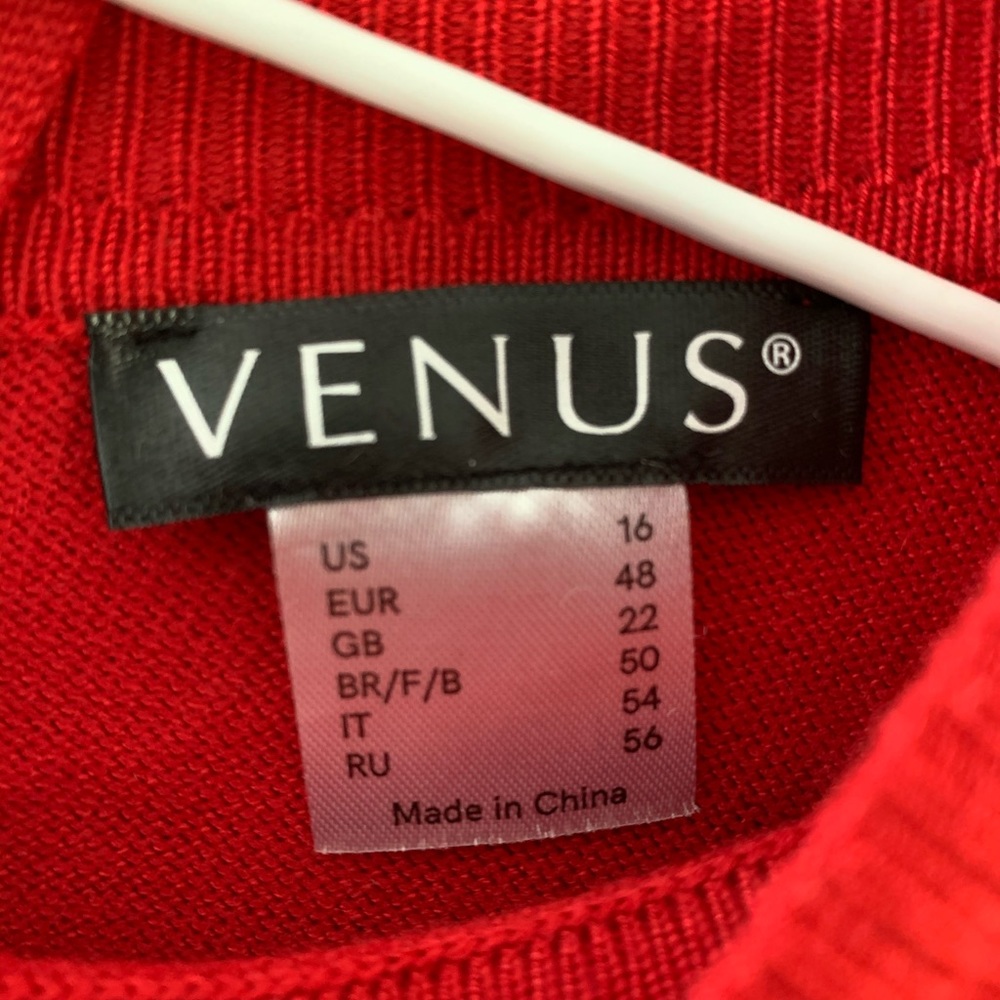 VENUS®
US 16
EUR 48
GB 22
BR/F/B 50
IT 54
RU 56
Made in China